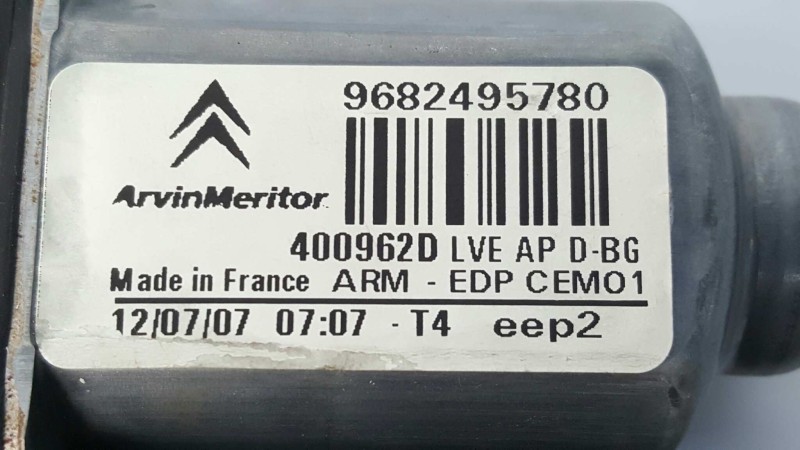 9682495780
ArvinMeritor
400962D LVE AP D-BG
Made in France ARM - EDP CEM01
12/07/07 07:07 - T4 eep2